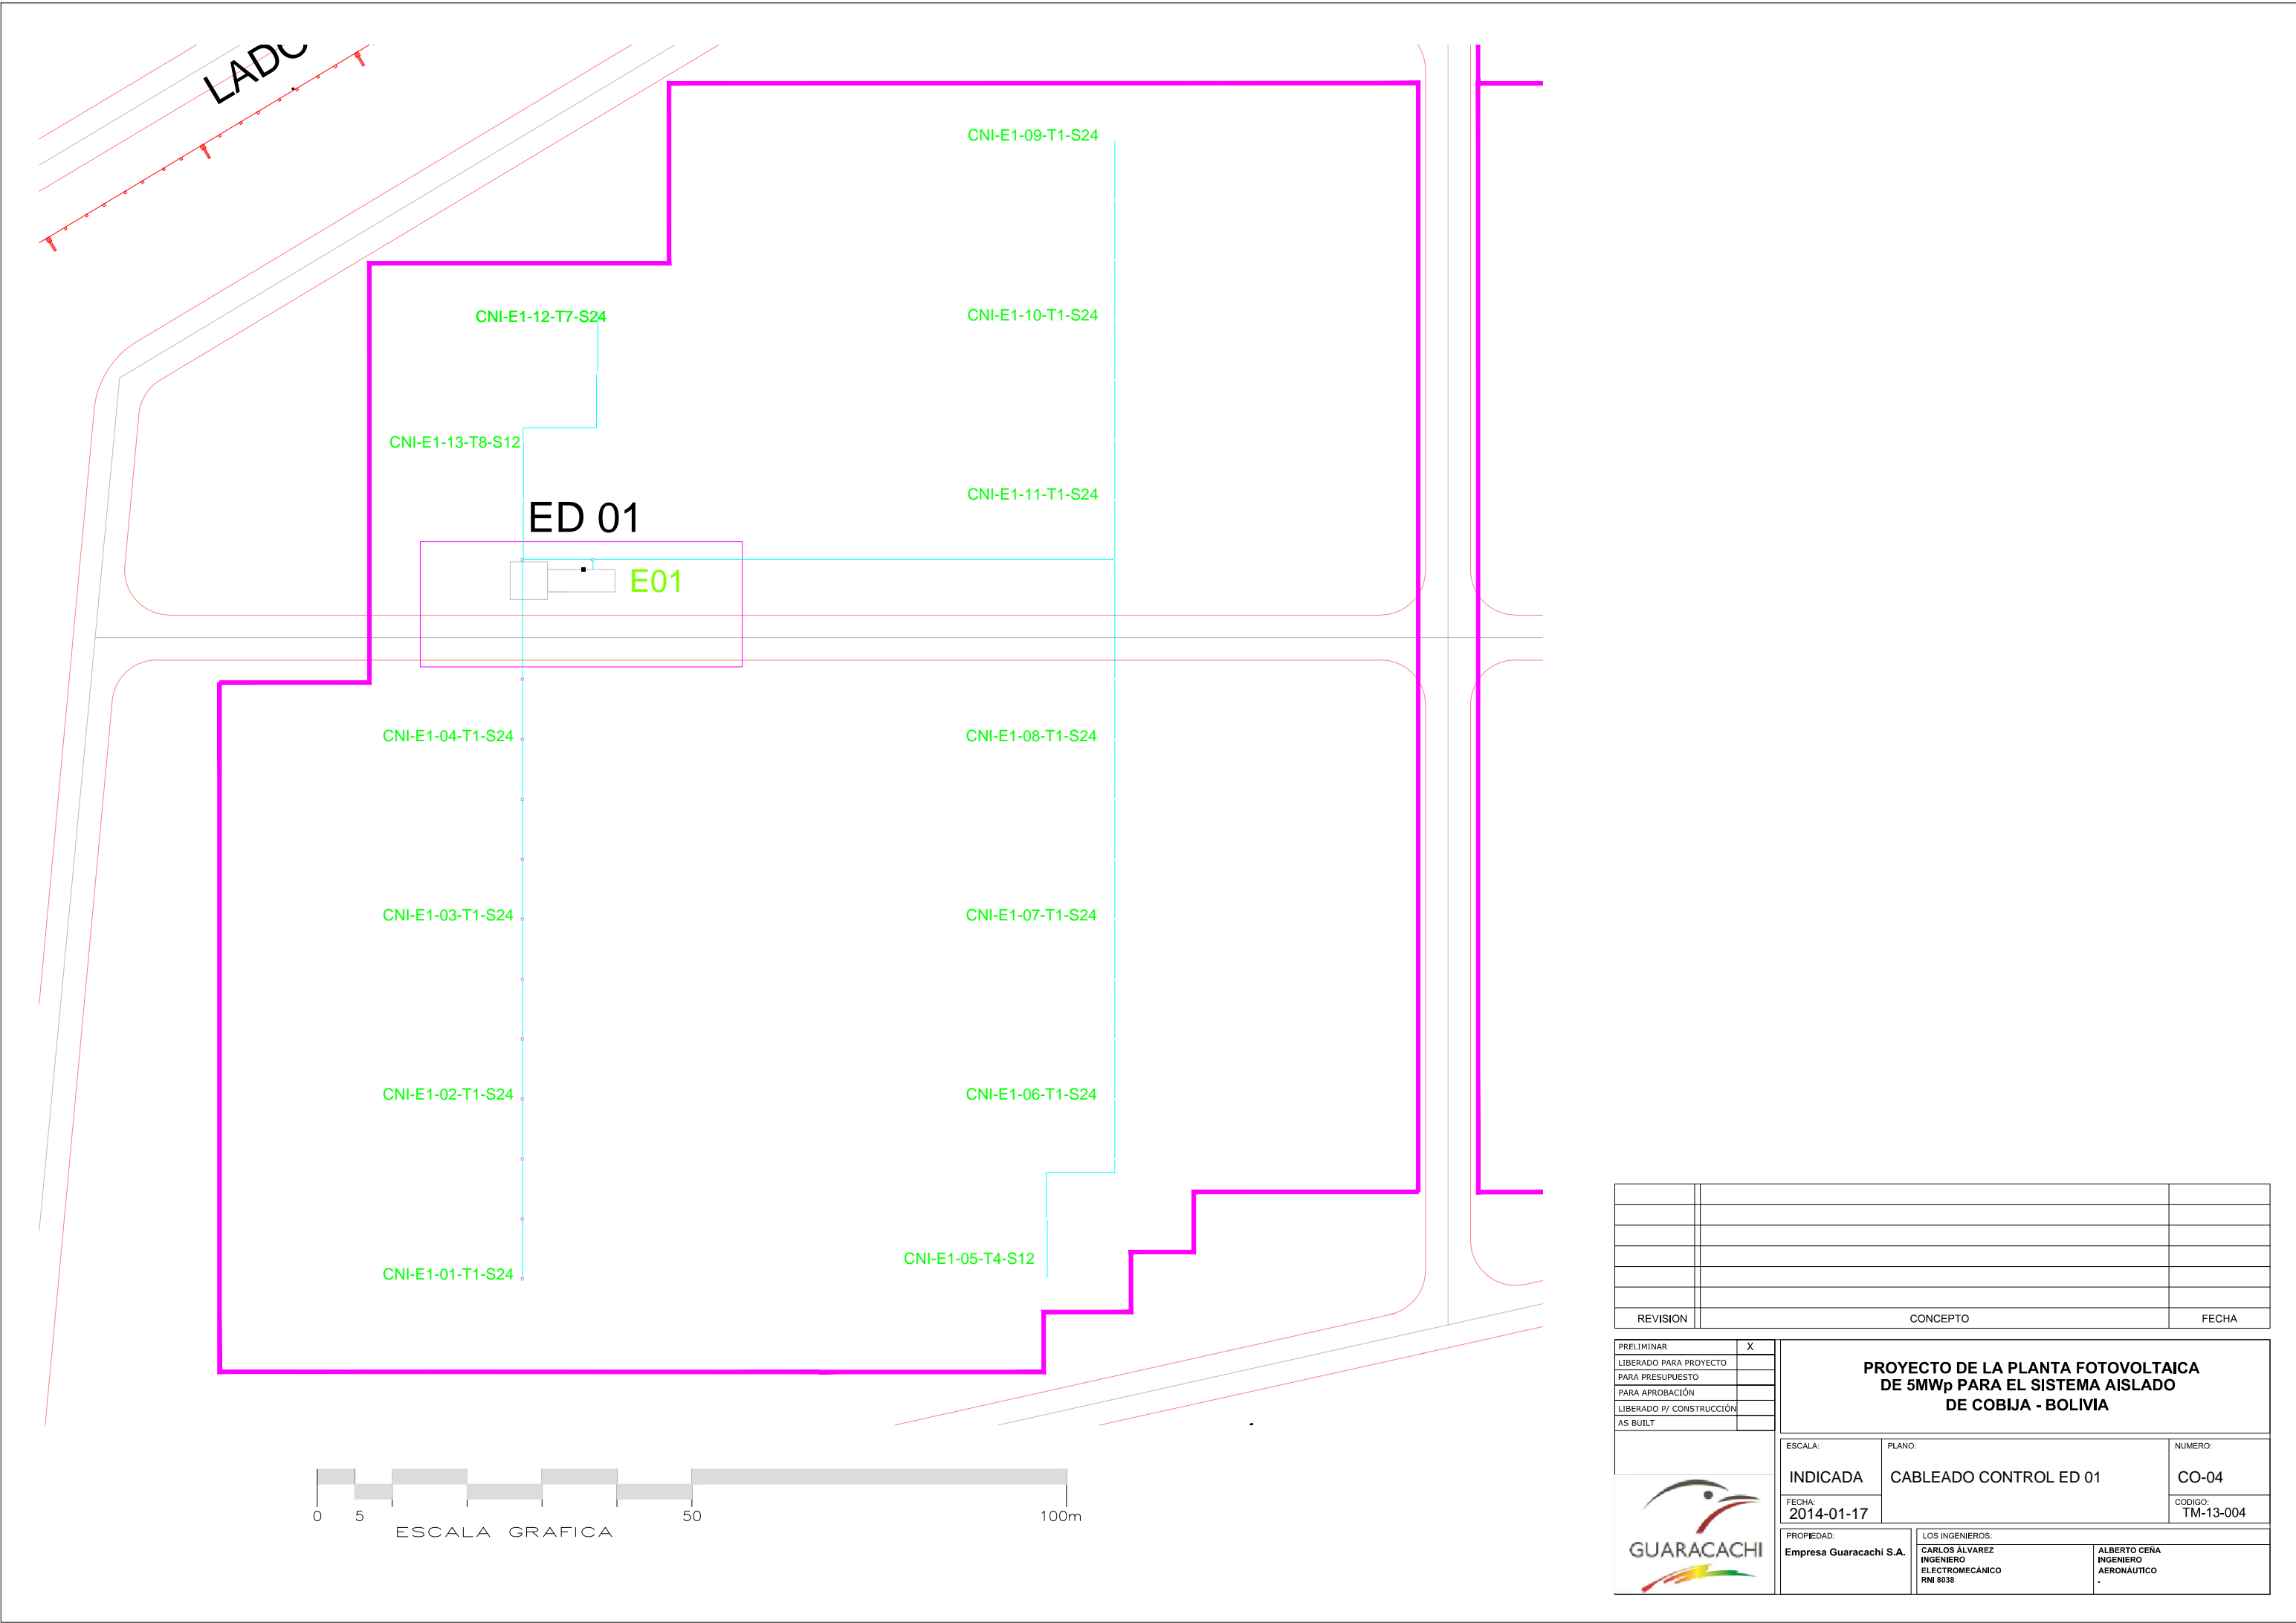 LADO
CNI-E1-09-T1-S24
CNI-E1-12-T7-S24
CNI-E1-10-T1-S24
CNI-E1-13-T8-S12
CNI-E1-11-T1-S24
ED 01
E01
CNI-E1-04-T1-S24
CNI-E1-08-T1-S24
CNI-E1-03-T1-S24
CNI-E1-07-T1-S24
CNI-E1-02-T1-S24
CNI-E1-06-T1-S24
CNI-E1-05-T4-S12
CNI-E1-01-T1-S24
0 5 50 100m
ESCALA GRAFICA
REVISION CONCEPTO FECHA
PRELIMINAR X
LIBERADO PARA PROYECTO
PARA PRESUPUESTO
PARA APROBACIÓN
LIBERADO P/ CONSTRUCCIÓN
AS BUILT
PROYECTO DE LA PLANTA FOTOVOLTAICA
DE 5MWp PARA EL SISTEMA AISLADO
DE COBIJA - BOLIVIA
ESCALA:
INDICADA
PLANO:
CABLEADO CONTROL ED 01
NUMERO:
CO-04
FECHA:
2014-01-17
CODIGO:
TM-13-004
GUARACACHI
PROPIEDAD:
Empresa Guaracachi S.A.
LOS INGENIEROS:
CARLOS ÁLVAREZ
INGENIERO
ELECTROMECÁNICO
RNI 8038
ALBERTO CEÑA
INGENIERO
AERONÁUTICO
.